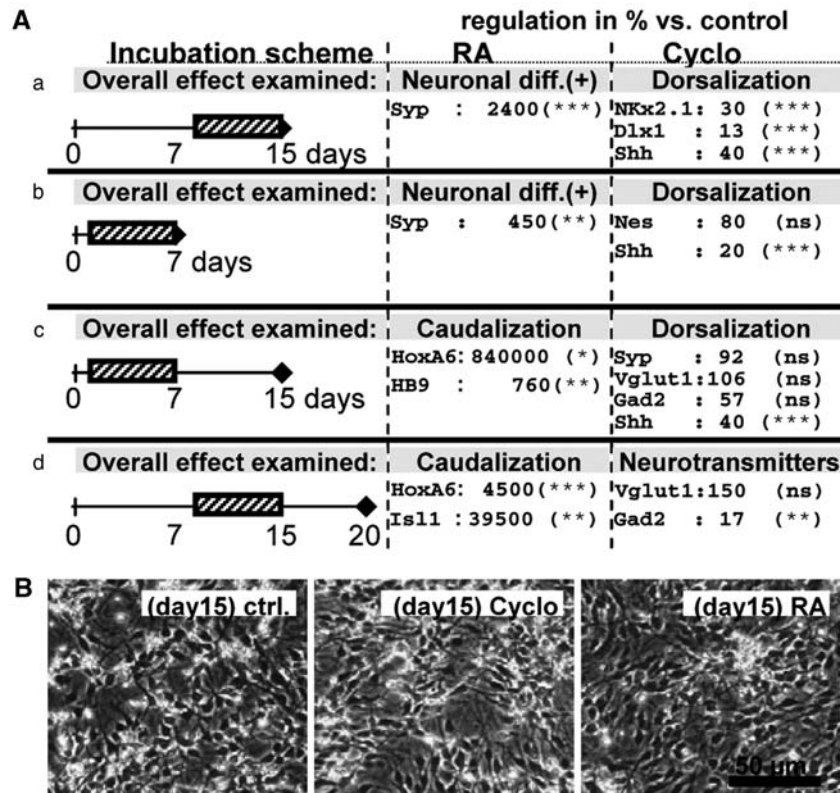 A
regulation in % vs. control
Incubation scheme RA Cyclo
a Overall effect examined: Neuronal diff.(+) Dorsalization
Syp : 2400(***) NKx2.1: 30 (***)
Dlx1 : 13 (***)
Shh : 40 (***)
0 7 15 days
b Overall effect examined: Neuronal diff.(+) Dorsalization
Syp : 450(**) Nes : 80 (ns)
Shh : 20 (***)
0 7 days
c Overall effect examined: Caudalization Dorsalization
HoxA6: 840000 (*) Syp : 92 (ns)
HB9 : 760(**) Vglut1:106 (ns)
Gad2 : 57 (ns)
Shh : 40 (***)
0 7 15 days
d Overall effect examined: Caudalization Neurotransmitters
HoxA6: 4500(***) Vglut1:150 (ns)
Isl1 :39500 (**) Gad2 : 17 (**)
0 7 15 20
B
(day15) ctrl. (day15) Cyclo (day15) RA
50 µm